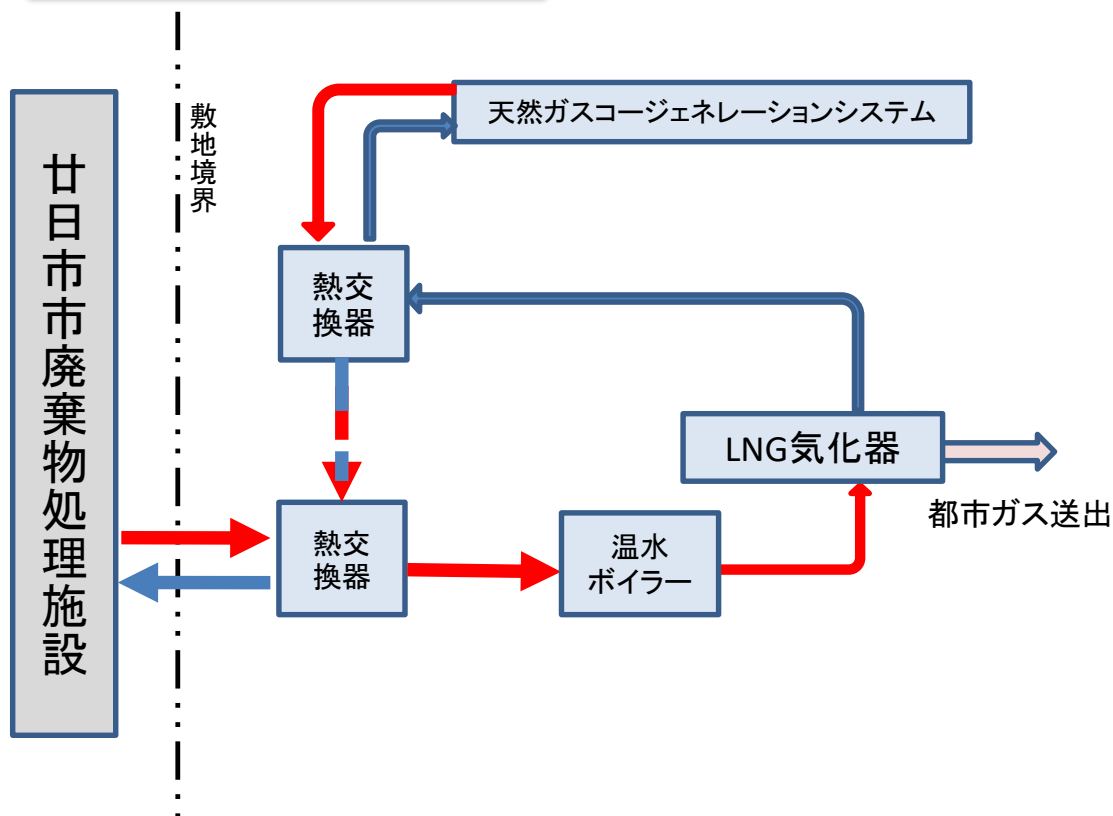 廿日市市廃棄物処理施設
敷地境界
天然ガスコージェネレーションシステム
熱交
換器
LNG気化器
都市ガス送出
熱交
換器
温水
ボイラー